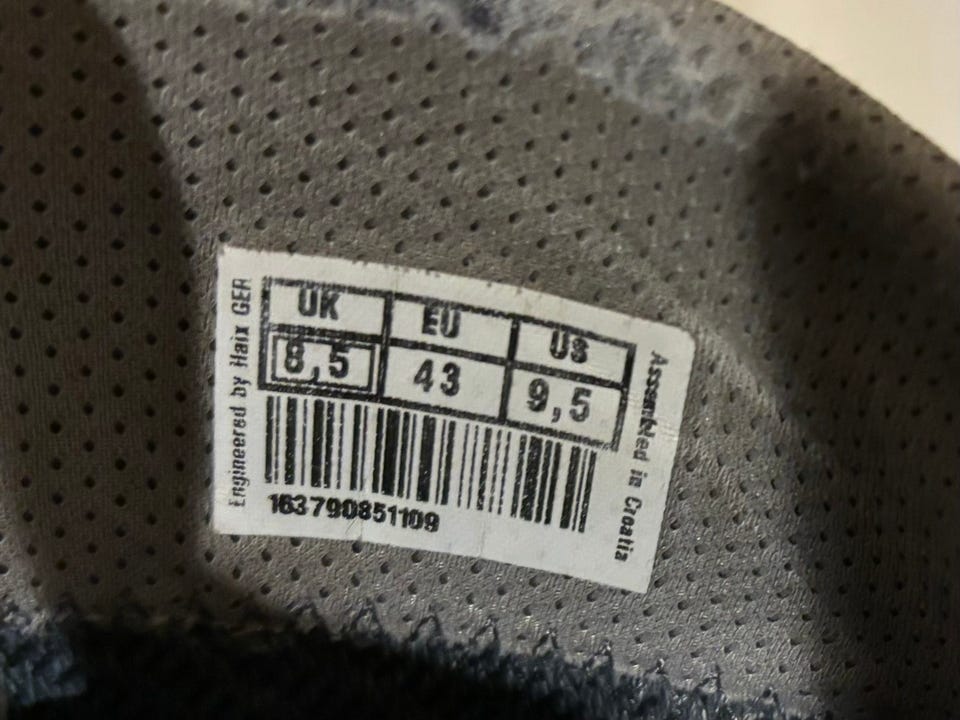 Engineered by Haix GER
UK EU US
8,5 43 9,5
163790851109
Assembled in Croatia